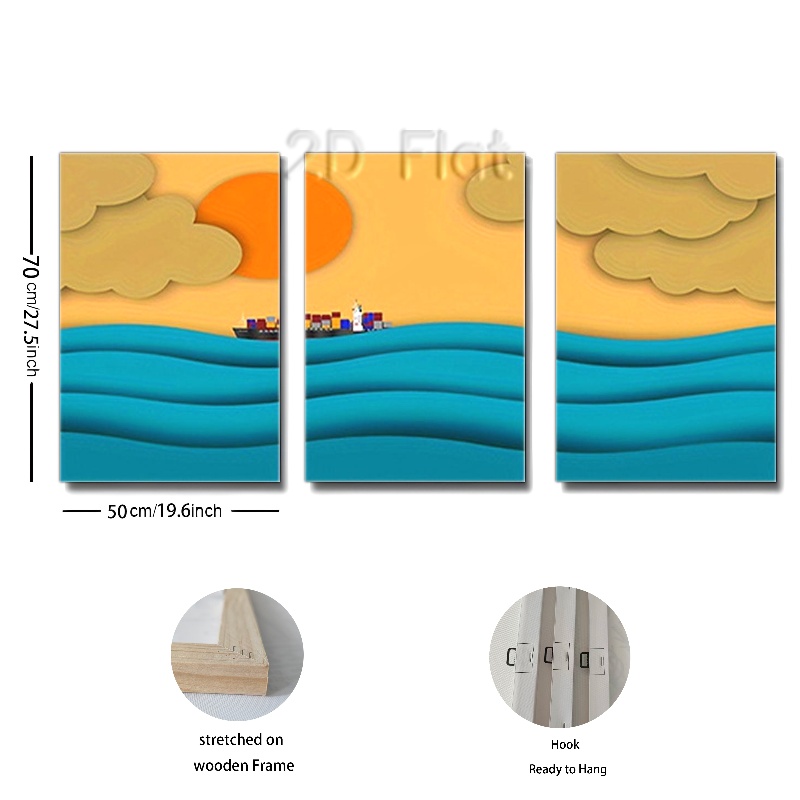 2D Flat
70 cm/27.5inch
50cm/19.6inch
stretched on
wooden Frame
Hook
Ready to Hang